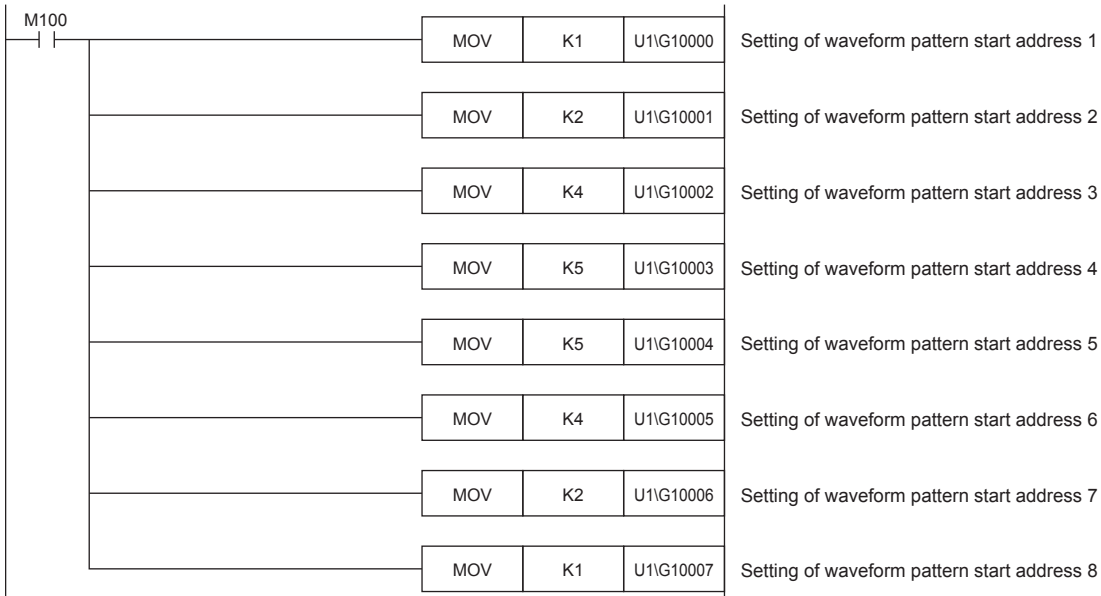 M100
MOV K1 U1\G10000 Setting of waveform pattern start address 1
MOV K2 U1\G10001 Setting of waveform pattern start address 2
MOV K4 U1\G10002 Setting of waveform pattern start address 3
MOV K5 U1\G10003 Setting of waveform pattern start address 4
MOV K5 U1\G10004 Setting of waveform pattern start address 5
MOV K4 U1\G10005 Setting of waveform pattern start address 6
MOV K2 U1\G10006 Setting of waveform pattern start address 7
MOV K1 U1\G10007 Setting of waveform pattern start address 8